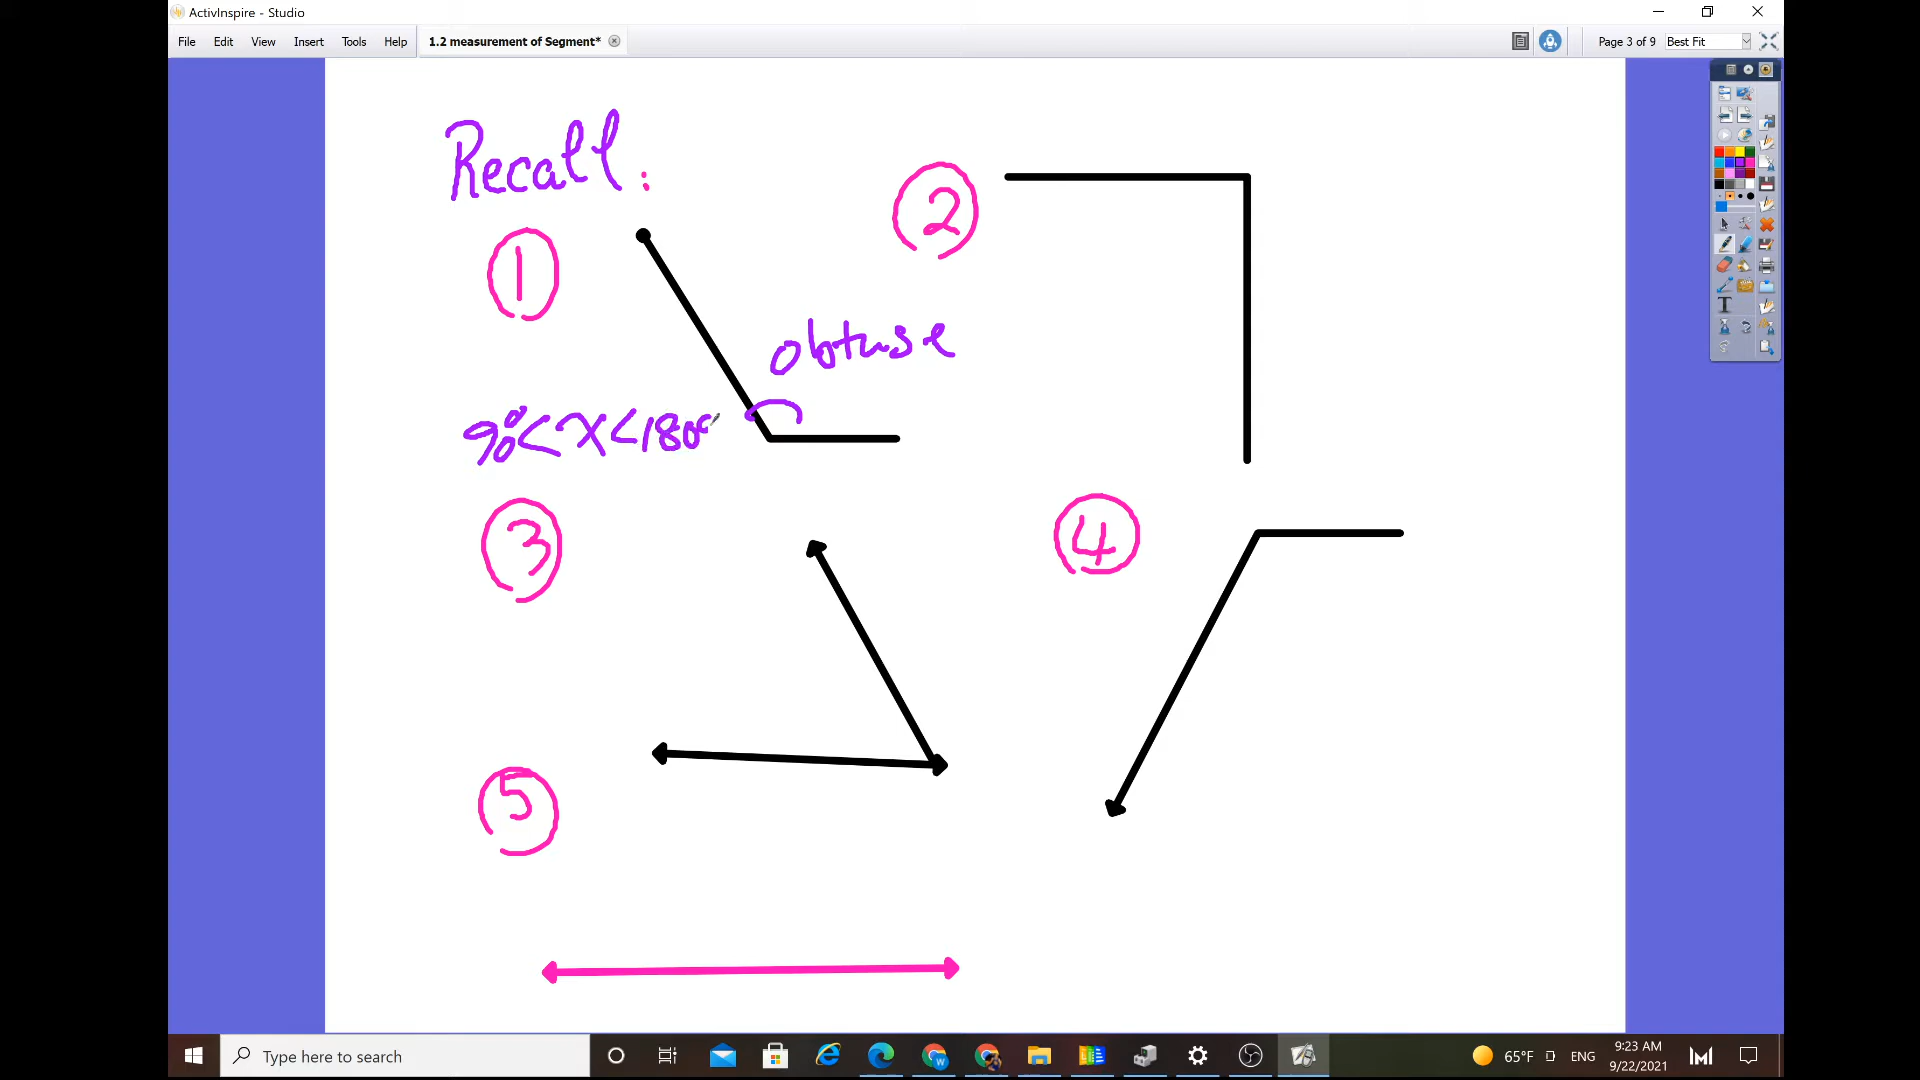 ActivInspire - Studio
File Edit View Insert Tools Help 1.2 measurement of Segment* Page 3 of 9 Best Fit
Recall:
1
2
obtuse
90°<x<180°
3
4
5
T
Type here to search
65°F ENG 9:23 AM
9/22/2021